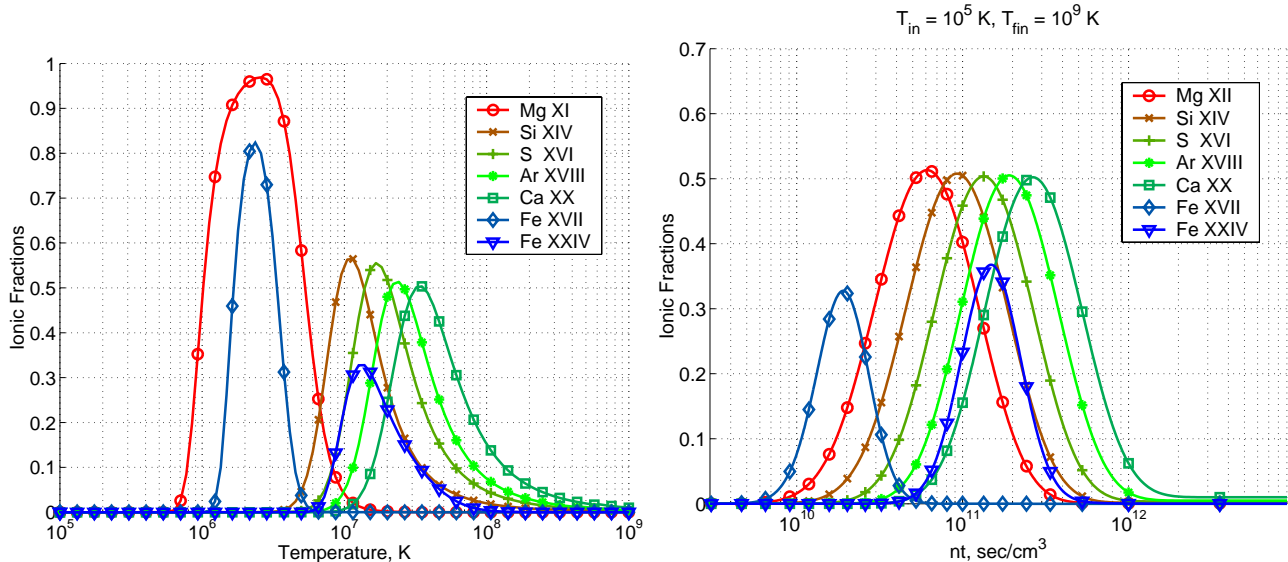 1
0.9
0.8
0.7
0.6
0.5
0.4
0.3
0.2
0.1
0
Ionic Fractions
10^5
10^6
10^7
10^8
10^9
Temperature, K
Mg XI
Si XIV
S XVI
Ar XVIII
Ca XX
Fe XVII
Fe XXIV
T_in = 10^5 K, T_fin = 10^9 K
0.7
0.6
0.5
0.4
0.3
0.2
0.1
0
Ionic Fractions
10^10
10^11
10^12
nt, sec/cm^3
Mg XII
Si XIV
S XVI
Ar XVIII
Ca XX
Fe XVII
Fe XXIV